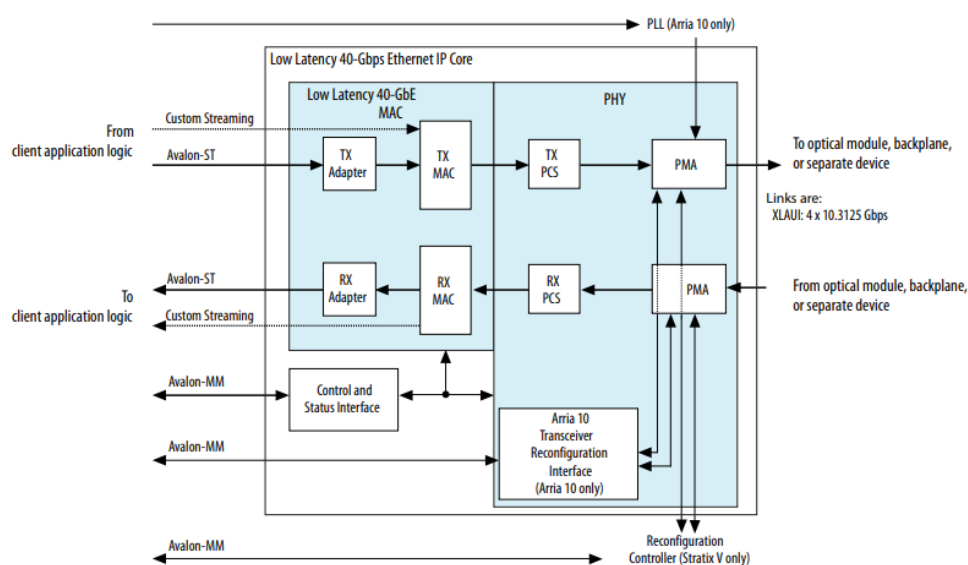 PLL (Arria 10 only)
Low Latency 40-Gbps Ethernet IP Core
Low Latency 40-GbE
MAC
PHY
From
client application logic
Custom Streaming
Avalon-ST
TX
Adapter
TX
MAC
TX
PCS
PMA
To optical module, backplane,
or separate device
Links are:
XLAUI: 4 x 10.3125 Gbps
To
client application logic
Avalon-ST
Custom Streaming
RX
Adapter
RX
MAC
RX
PCS
PMA
From optical module, backplane,
or separate device
Avalon-MM
Control and
Status Interface
Avalon-MM
Arria 10
Transceiver
Reconfiguration
Interface
(Arria 10 only)
Avalon-MM
Reconfiguration
Controller (Stratix V only)